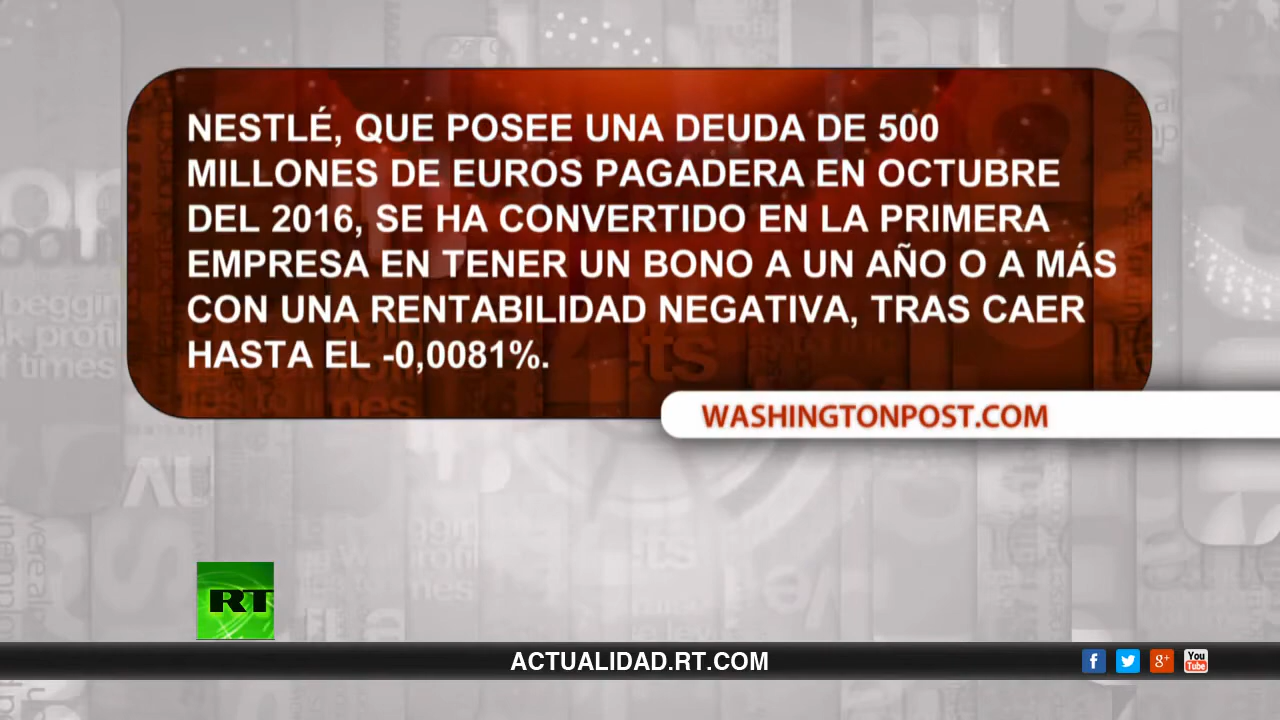 NESTLÉ, QUE POSEE UNA DEUDA DE 500
MILLONES DE EUROS PAGADERA EN OCTUBRE
DEL 2016, SE HA CONVERTIDO EN LA PRIMERA
EMPRESA EN TENER UN BONO A UN AÑO O A MÁS
CON UNA RENTABILIDAD NEGATIVA, TRAS CAER
HASTA EL -0,0081%.
WASHINGTONPOST.COM
RT
ACTUALIDAD.RT.COM
f
g+
You
Tube